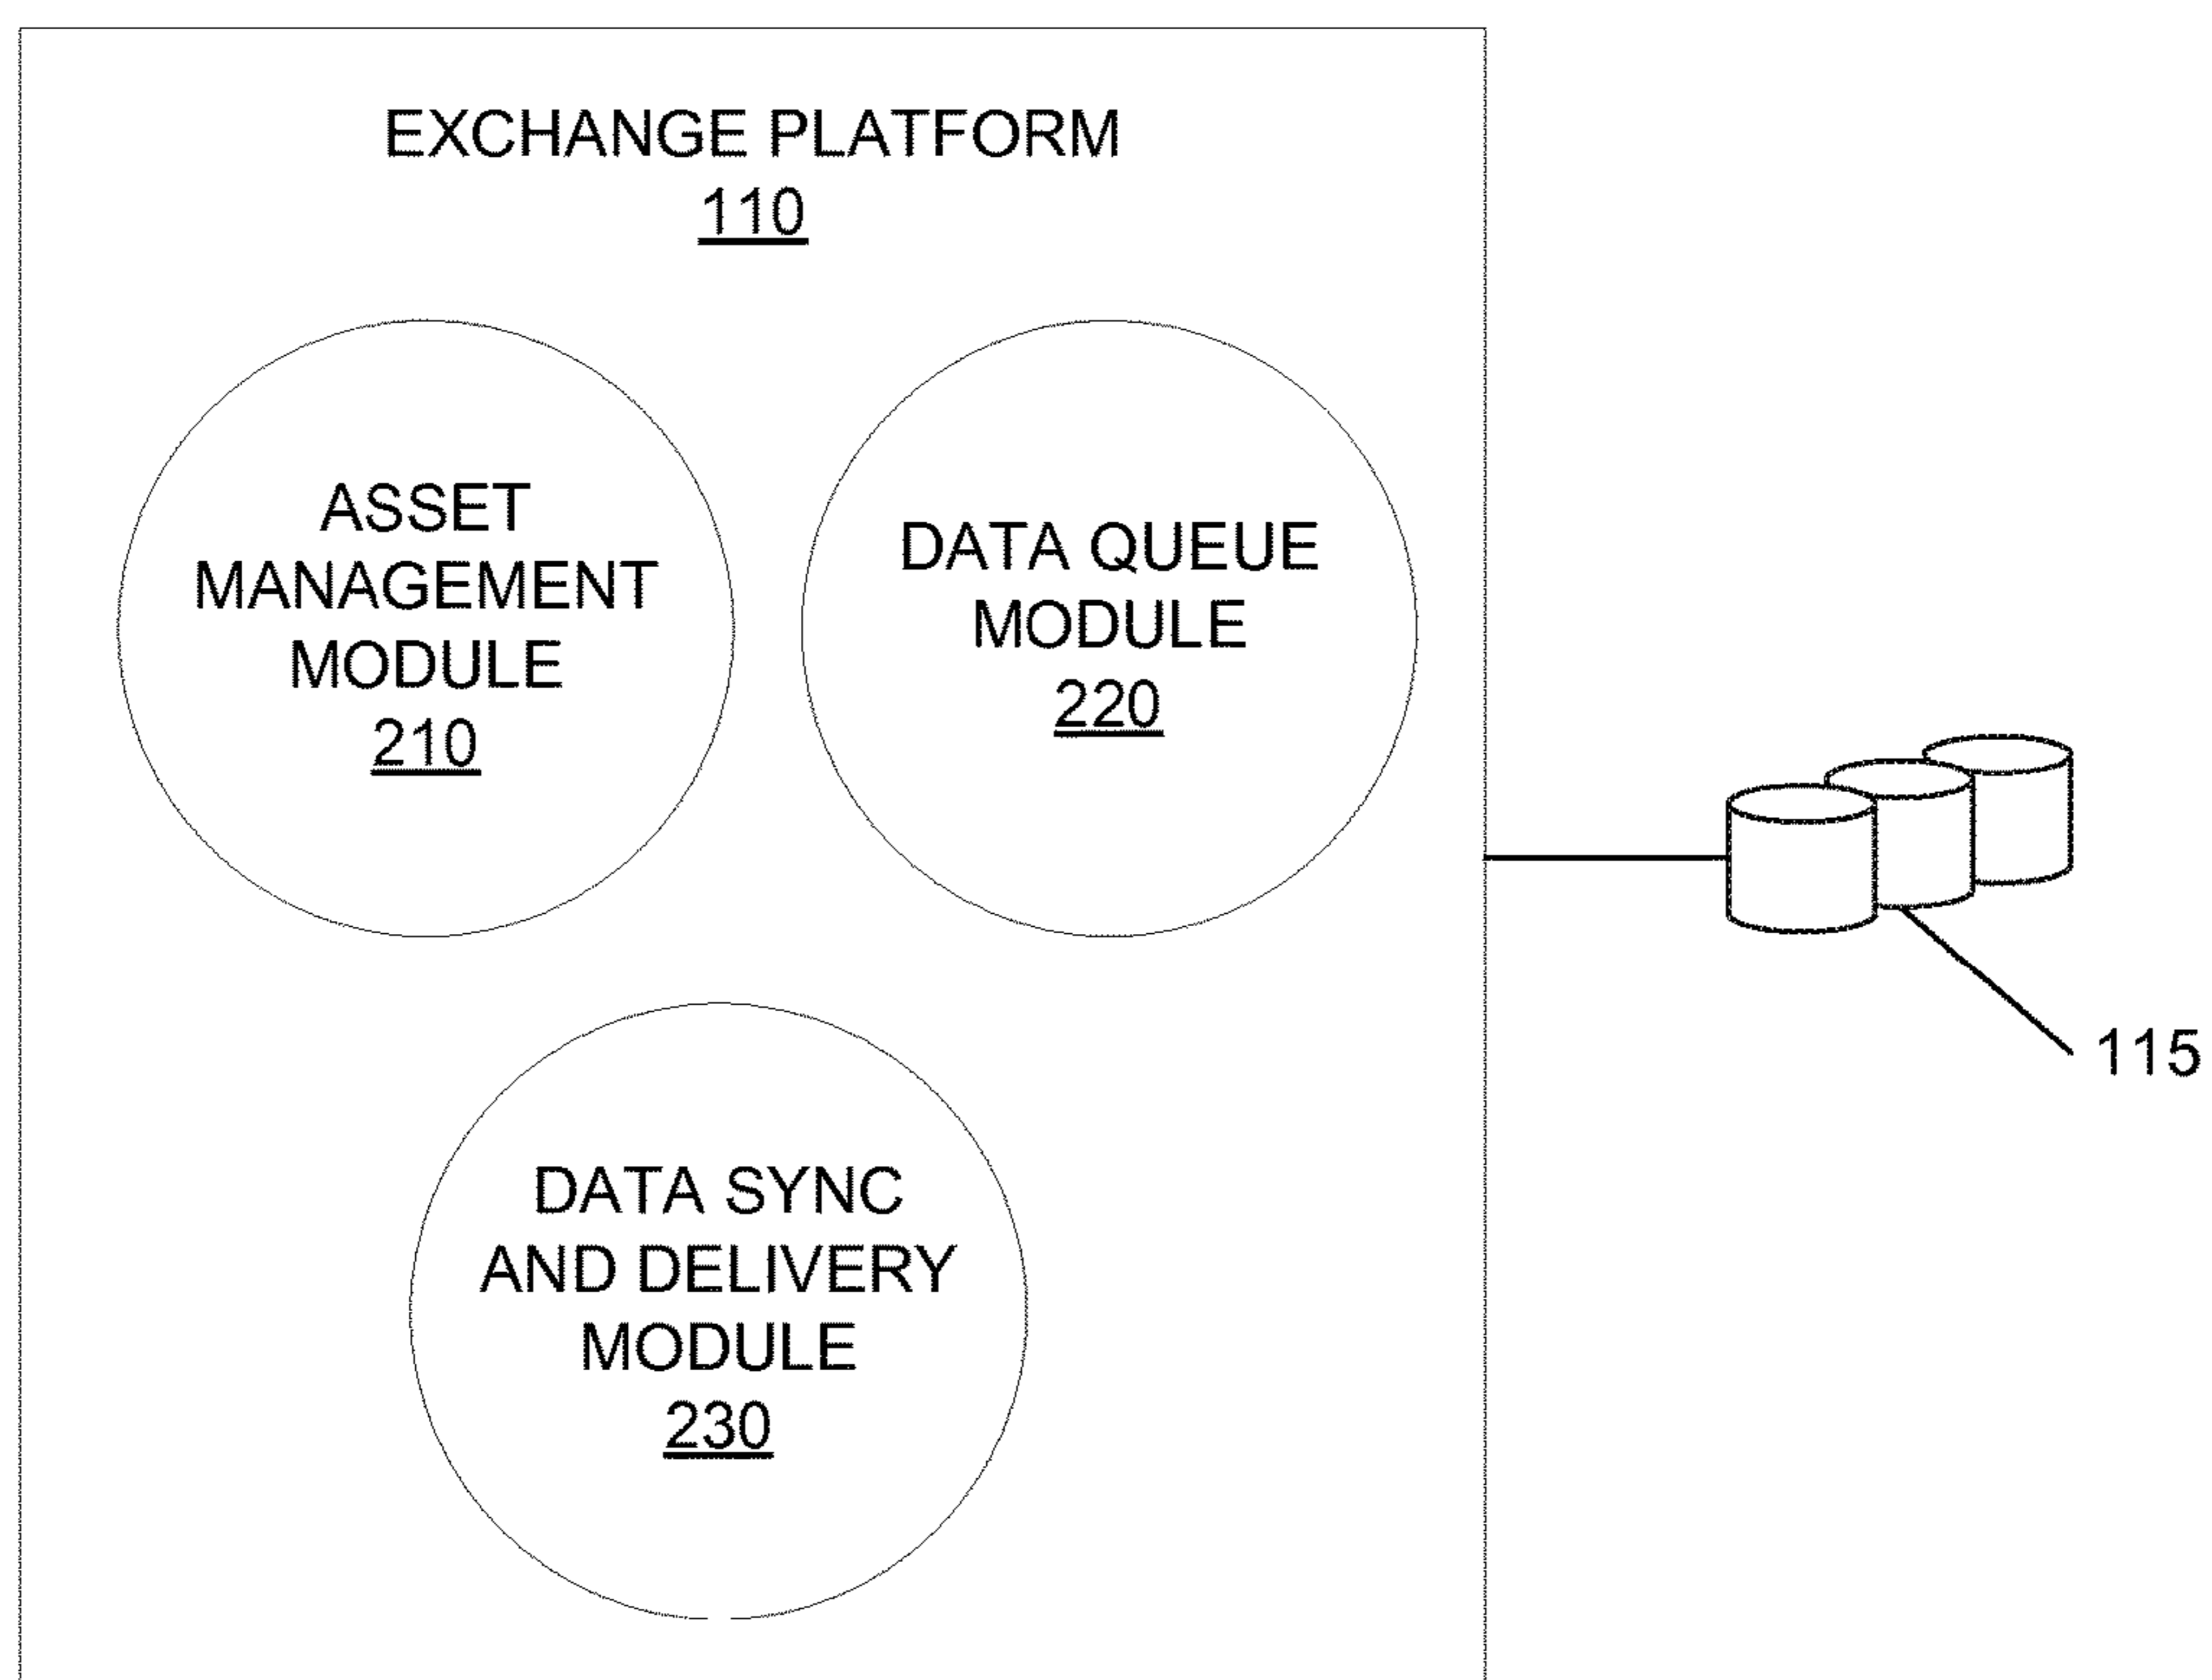 EXCHANGE PLATFORM
110
ASSET
MANAGEMENT
MODULE
210
DATA QUEUE
MODULE
220
115
DATA SYNC
AND DELIVERY
MODULE
230